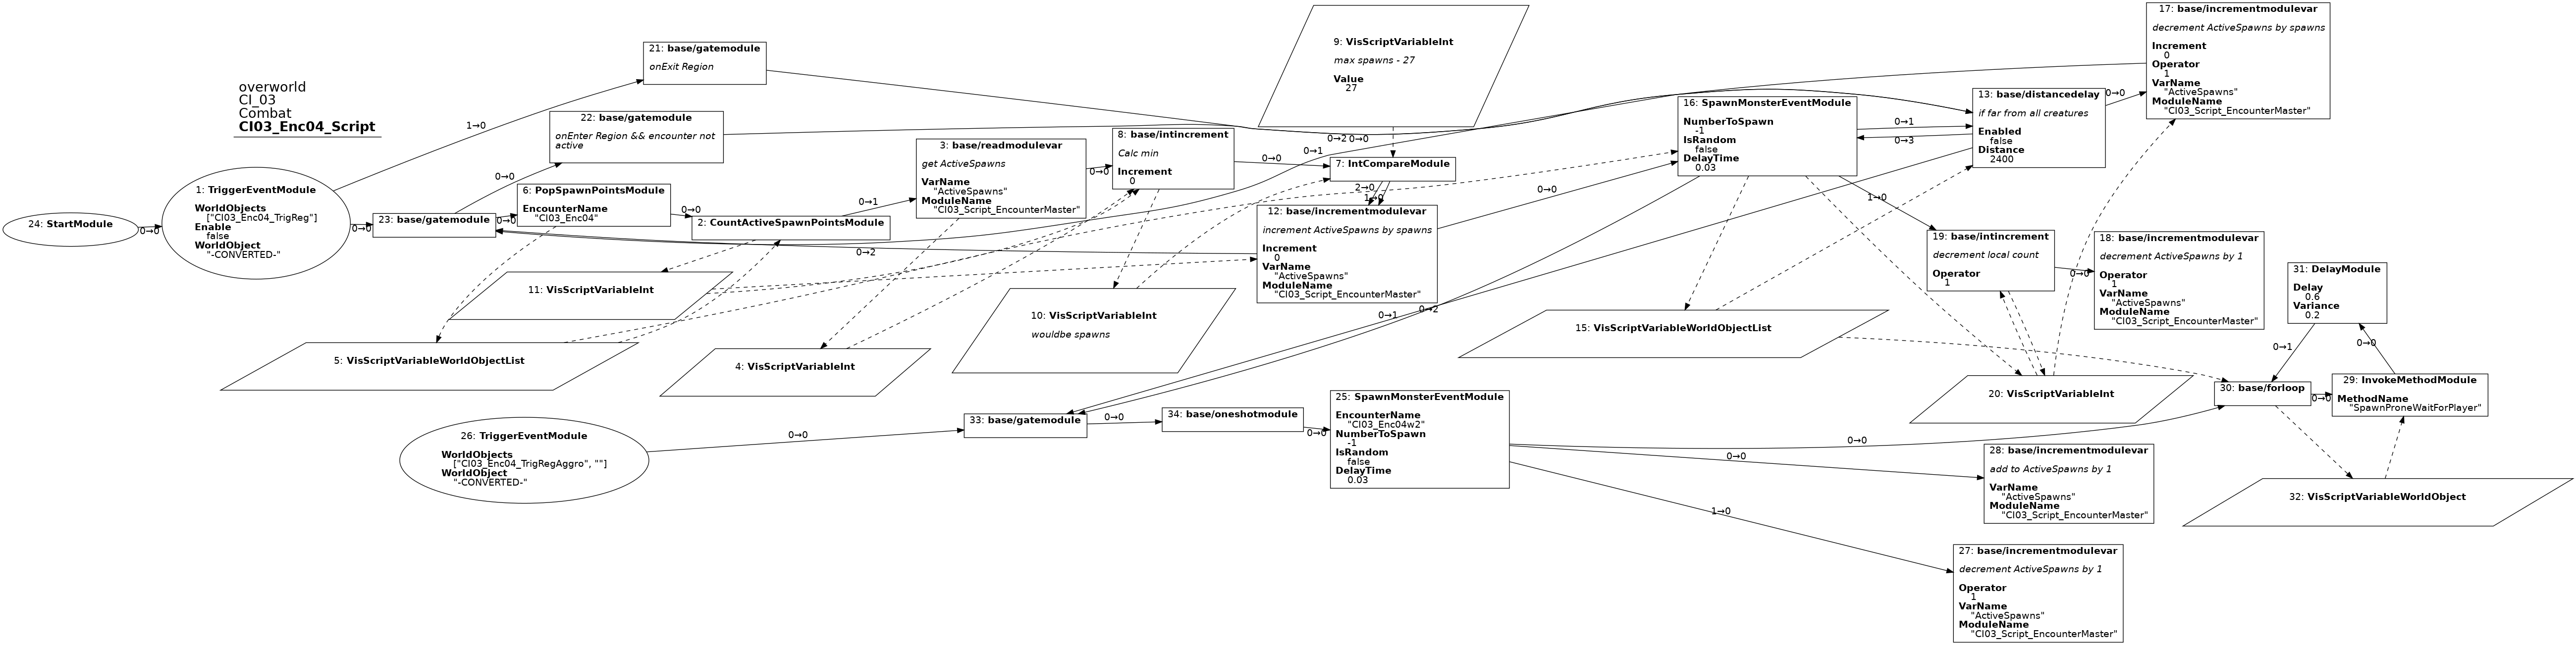 overworld
CI_03
Combat
CI03_Enc04_Script
24: StartModule
0→0
1: TriggerEventModule
WorldObjects
["CI03_Enc04_TrigReg"]
Enable
false
WorldObject
"-CONVERTED-"
1→0
0→0
21: base/gatemodule
onExit Region
22: base/gatemodule
onEnter Region && encounter not
active
0→0
23: base/gatemodule
0→0
6: PopSpawnPointsModule
EncounterName
"CI03_Enc04"
0→0
2: CountActiveSpawnPointsModule
0→1
3: base/readmodulevar
get ActiveSpawns
VarName
"ActiveSpawns"
ModuleName
"CI03_Script_EncounterMaster"
0→0
8: base/intincrement
Calc min
Increment
0
0→0
9: VisScriptVariableInt
max spawns - 27
Value
27
0→2
0→0
0→1
7: IntCompareModule
2→0
1→0
12: base/incrementmodulevar
increment ActiveSpawns by spawns
Increment
0
VarName
"ActiveSpawns"
ModuleName
"CI03_Script_EncounterMaster"
0→2
0→0
16: SpawnMonsterEventModule
NumberToSpawn
-1
IsRandom
false
DelayTime
0.03
0→1
0→3
1→0
13: base/distancedelay
if far from all creatures
Enabled
false
Distance
2400
0→0
17: base/incrementmodulevar
decrement ActiveSpawns by spawns
Increment
0
Operator
1
VarName
"ActiveSpawns"
ModuleName
"CI03_Script_EncounterMaster"
19: base/intincrement
decrement local count
Operator
1
0→0
18: base/incrementmodulevar
decrement ActiveSpawns by 1
Operator
1
VarName
"ActiveSpawns"
ModuleName
"CI03_Script_EncounterMaster"
31: DelayModule
Delay
0.6
Variance
0.2
0→1
0→0
11: VisScriptVariableInt
5: VisScriptVariableWorldObjectList
4: VisScriptVariableInt
10: VisScriptVariableInt
wouldbe spawns
0→1
0→2
15: VisScriptVariableWorldObjectList
20: VisScriptVariableInt
30: base/forloop
0→0
29: InvokeMethodModule
MethodName
"SpawnProneWaitForPlayer"
26: TriggerEventModule
WorldObjects
["CI03_Enc04_TrigRegAggro", ""]
WorldObject
"-CONVERTED-"
0→0
33: base/gatemodule
0→0
34: base/oneshotmodule
0→0
25: SpawnMonsterEventModule
EncounterName
"CI03_Enc04w2"
NumberToSpawn
-1
IsRandom
false
DelayTime
0.03
0→0
0→0
1→0
28: base/incrementmodulevar
add to ActiveSpawns by 1
VarName
"ActiveSpawns"
ModuleName
"CI03_Script_EncounterMaster"
32: VisScriptVariableWorldObject
27: base/incrementmodulevar
decrement ActiveSpawns by 1
Operator
1
VarName
"ActiveSpawns"
ModuleName
"CI03_Script_EncounterMaster"